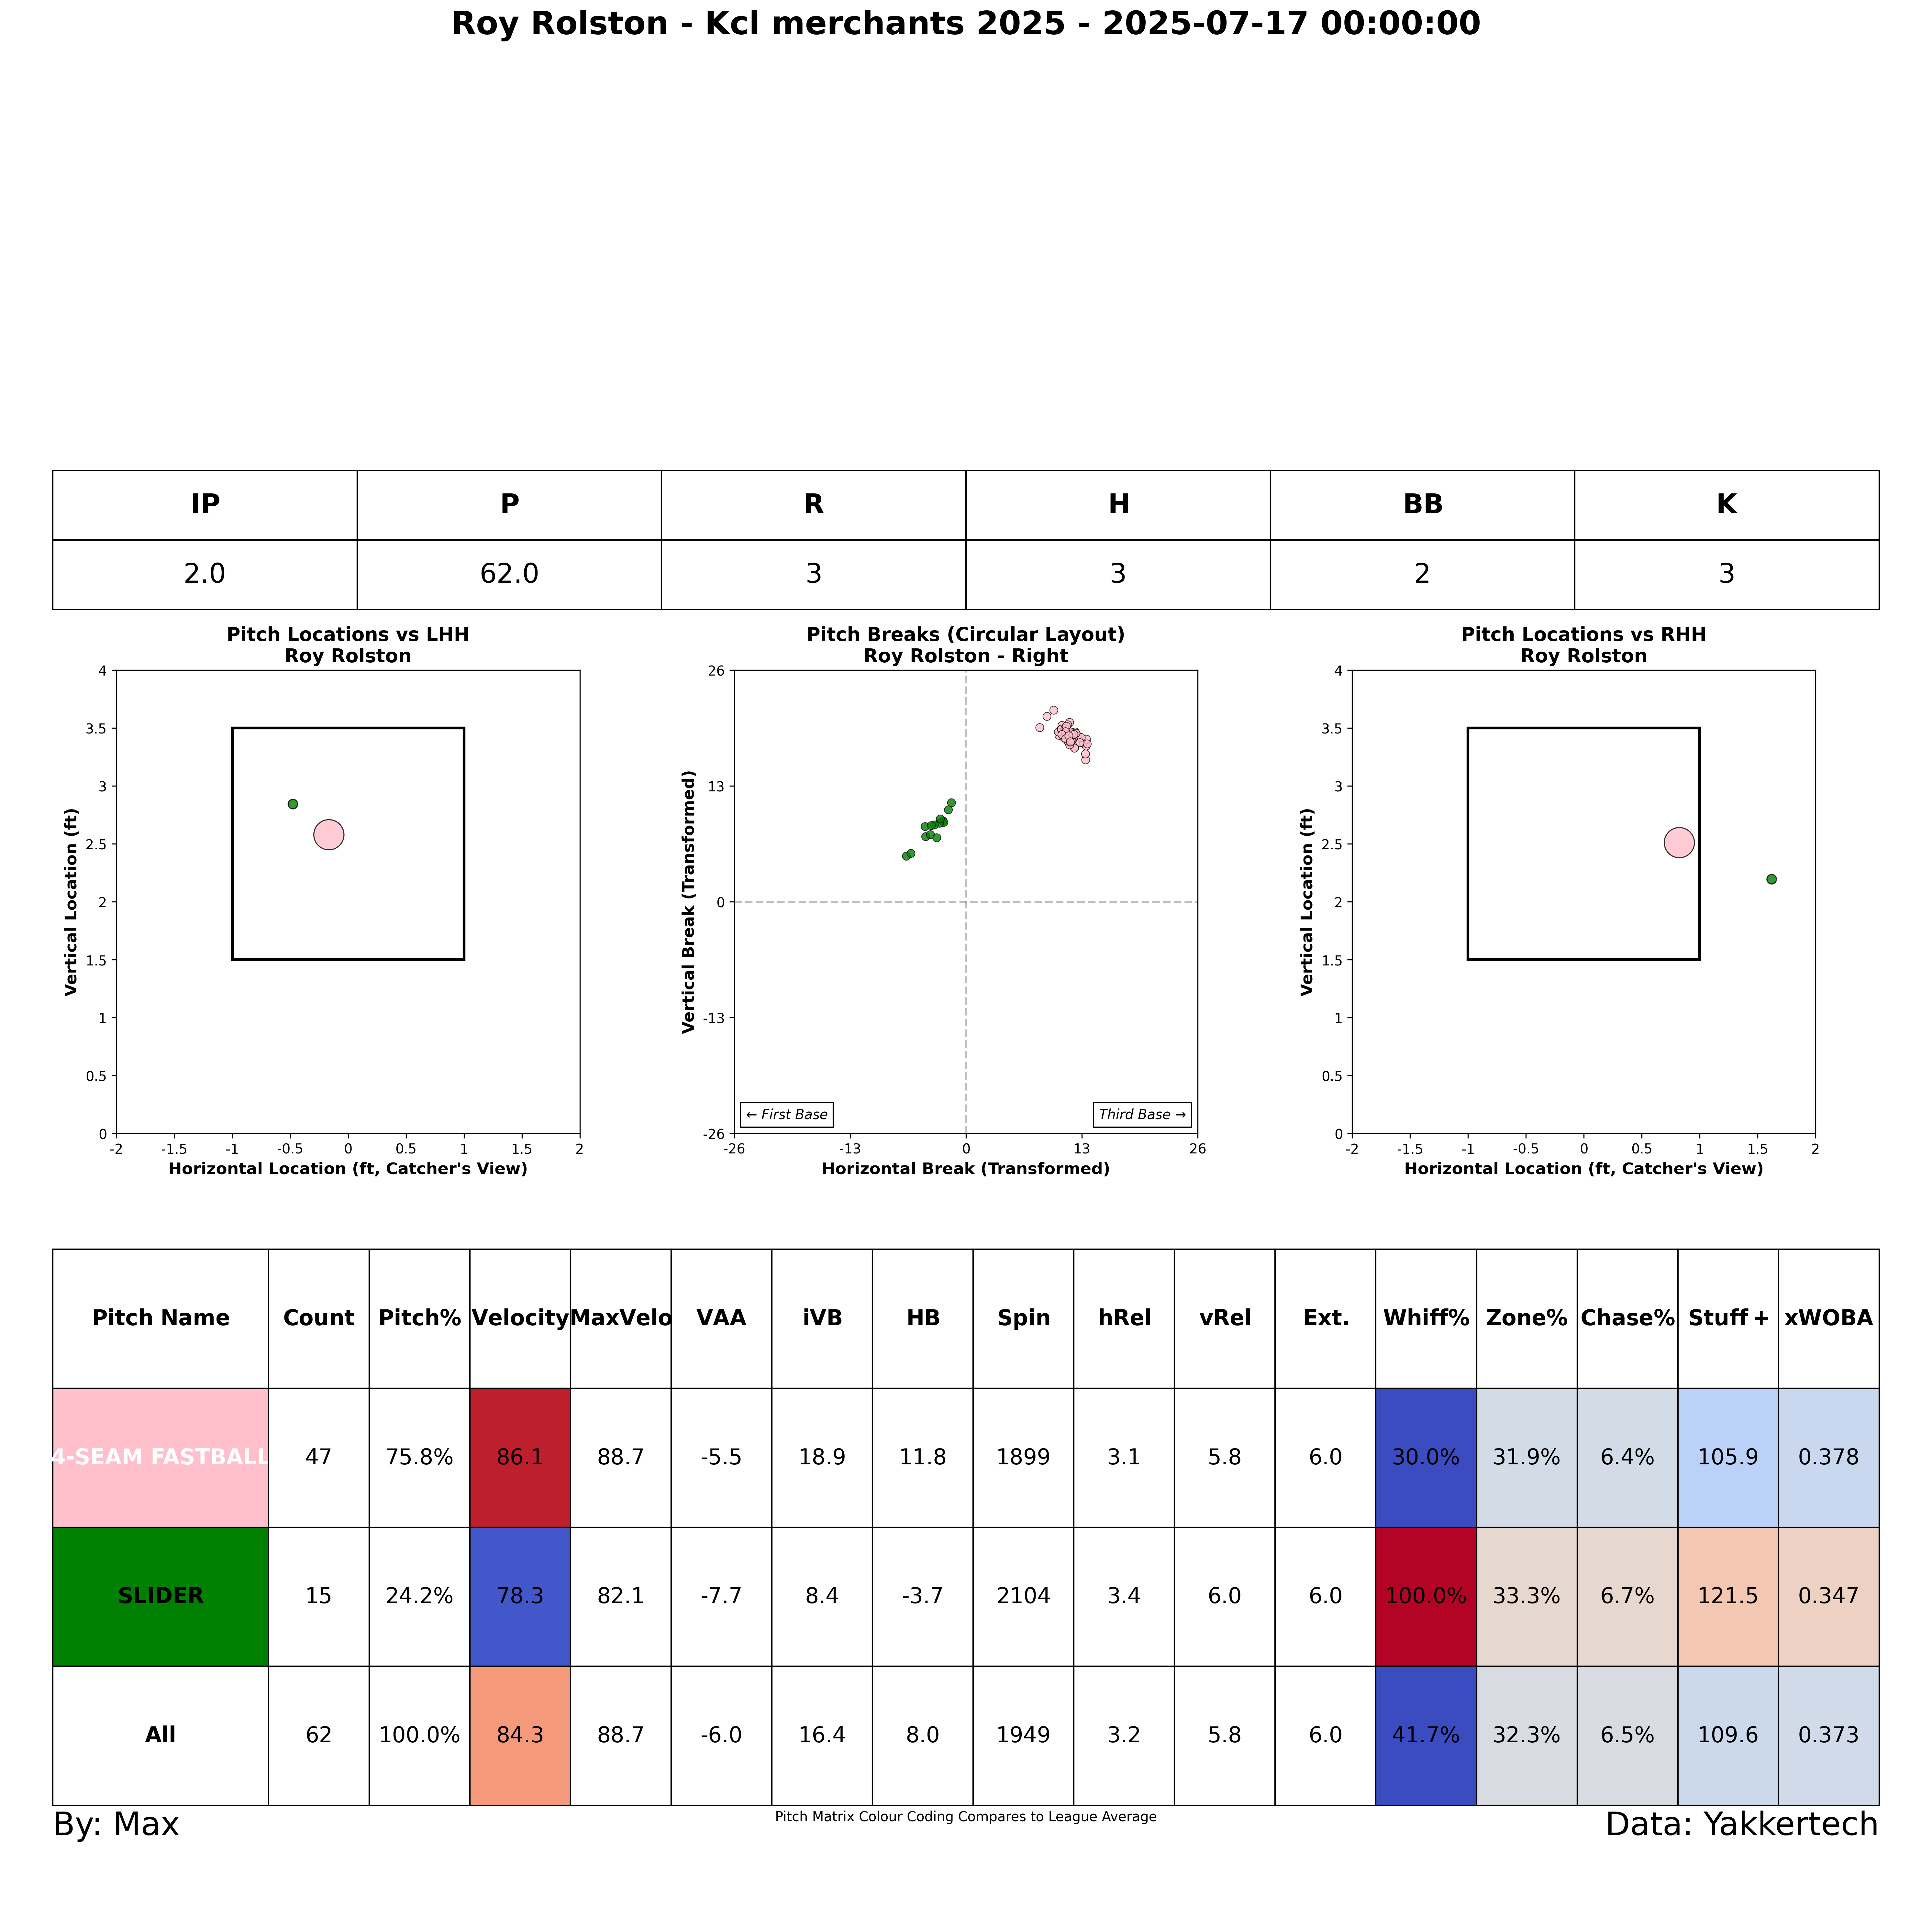 Roy Rolston - Kcl merchants 2025 - 2025-07-17 00:00:00
IP P R H BB K
2.0 62.0 3 3 2 3
Pitch Locations vs LHH
Roy Rolston
4
3.5
3
2.5
2
1.5
1
0.5
0
-2 -1.5 -1 -0.5 0 0.5 1 1.5 2
Vertical Location (ft)
Horizontal Location (ft, Catcher's View)
Pitch Breaks (Circular Layout)
Roy Rolston - Right
26
13
0
-13
-26
-26 -13 0 13 26
Vertical Break (Transformed)
← First Base
Third Base →
Horizontal Break (Transformed)
Pitch Locations vs RHH
Roy Rolston
4
3.5
3
2.5
2
1.5
1
0.5
0
-2 -1.5 -1 -0.5 0 0.5 1 1.5 2
Vertical Location (ft)
Horizontal Location (ft, Catcher's View)
Pitch Name Count Pitch% Velocity MaxVelo VAA iVB HB Spin hRel vRel Ext. Whiff% Zone% Chase% Stuff+ xWOBA
4-SEAM FASTBALL 47 75.8% 86.1 88.7 -5.5 18.9 11.8 1899 3.1 5.8 6.0 30.0% 31.9% 6.4% 105.9 0.378
SLIDER 15 24.2% 78.3 82.1 -7.7 8.4 -3.7 2104 3.4 6.0 6.0 100.0% 33.3% 6.7% 121.5 0.347
All 62 100.0% 84.3 88.7 -6.0 16.4 8.0 1949 3.2 5.8 6.0 41.7% 32.3% 6.5% 109.6 0.373
By: Max
Pitch Matrix Colour Coding Compares to League Average
Data: Yakkertech